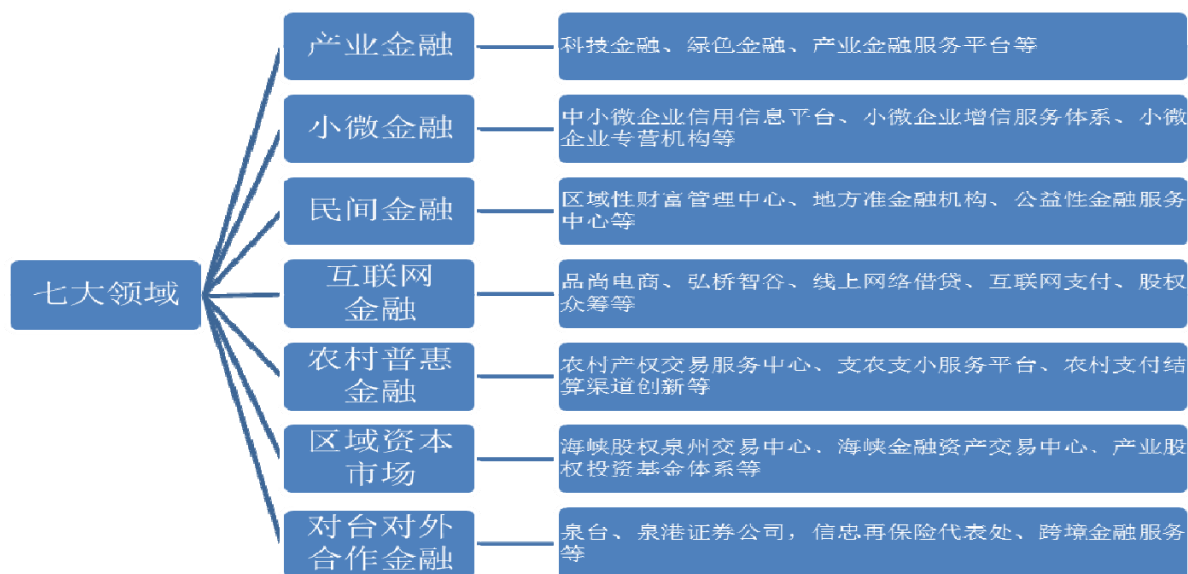 七大领域
产业金融
科技金融、绿色金融、产业金融服务平台等
小微金融
中小微企业信用信息平台、小微企业增信服务体系、小微
企业专营机构等
民间金融
区域性财富管理中心、地方准金融机构、公益性金融服务
中心等
互联网
金融
品尚电商、弘桥智谷、线上网络借贷、互联网支付、股权
众筹等
农村普惠
金融
农村产权交易服务中心、支农支小服务平台、农村支付结
算渠道创新等
区域资本
市场
海峡股权泉州交易中心、海峡金融资产交易中心、产业股
权投资基金体系等
对台对外
合作金融
泉台、泉港证券公司，信忠再保险代表处、跨境金融服务
等